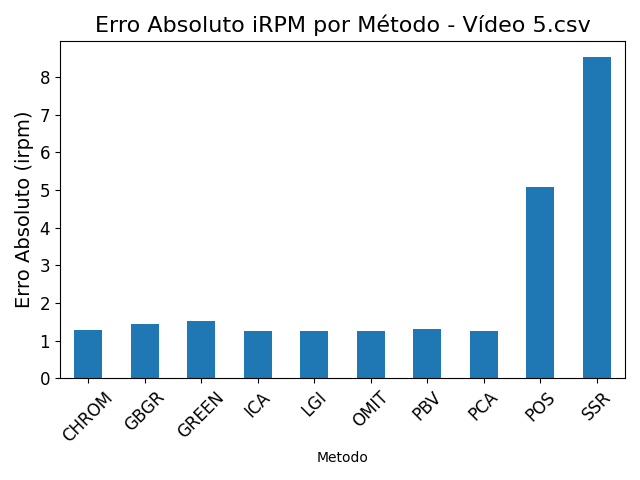 Erro Absoluto iRPM por Método - Vídeo 5.csv
Erro Absoluto (irpm)
8
7
6
5
4
3
2
1
0
CHROM
GBGR
GREEN
ICA
LGI
OMIT
PBV
PCA
POS
SSR
Metodo